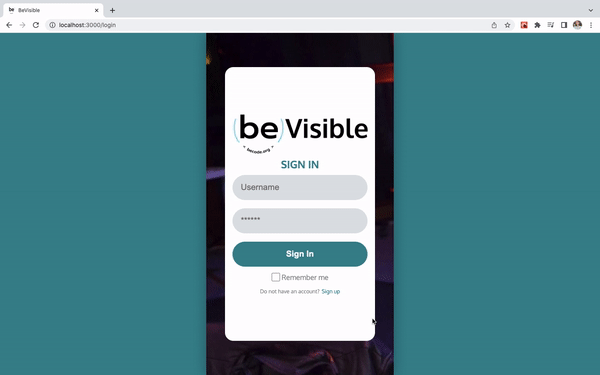 BeVisible
localhost:3000/login
(be)Visible
becode.org
SIGN IN
Username
******
Sign In
Remember me
Do not have an account? Sign up